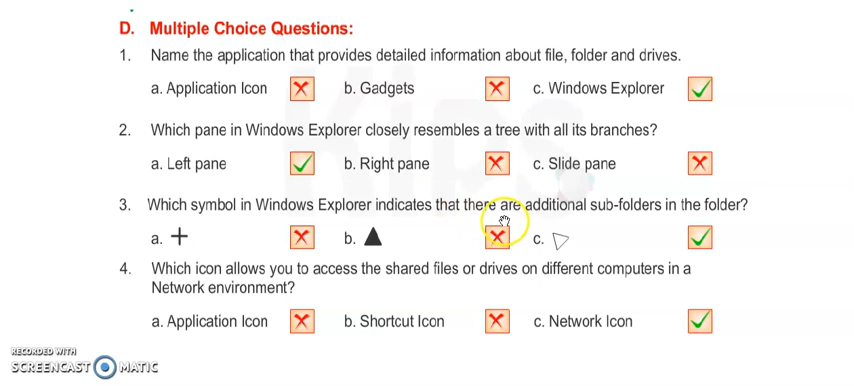 D. Multiple Choice Questions:
1. Name the application that provides detailed information about file, folder and drives.
a. Application Icon b. Gadgets c. Windows Explorer
2. Which pane in Windows Explorer closely resembles a tree with all its branches?
a. Left pane b. Right pane c. Slide pane
3. Which symbol in Windows Explorer indicates that there are additional sub-folders in the folder?
a. + b. ▲ c.
4. Which icon allows you to access the shared files or drives on different computers in a
Network environment?
a. Application Icon b. Shortcut Icon c. Network Icon
Kips
RECORDED WITH
SCREENCAST MATIC